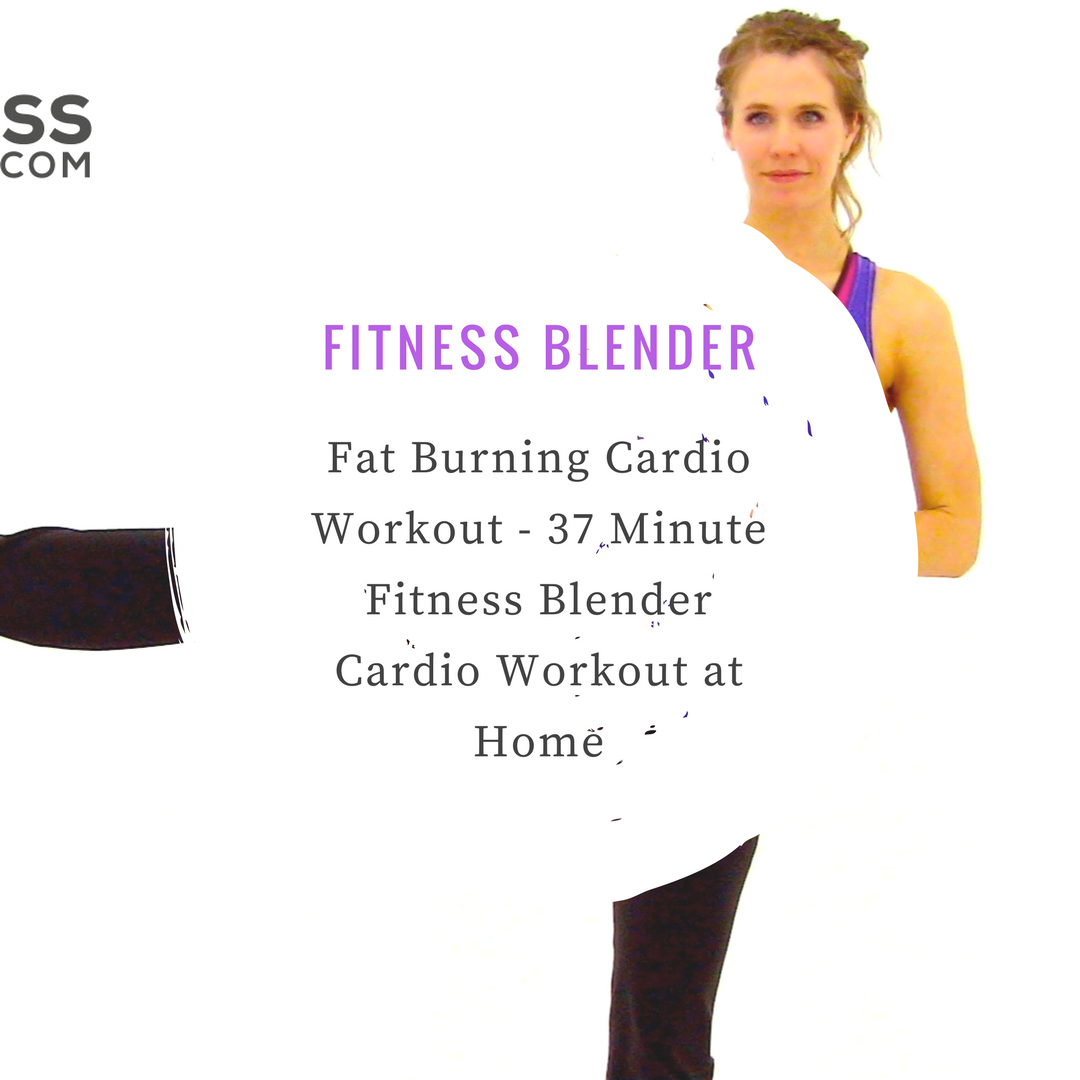 SS
COM
FITNESS BLENDER
Fat Burning Cardio
Workout - 37 Minute
Fitness Blender
Cardio Workout at
Home